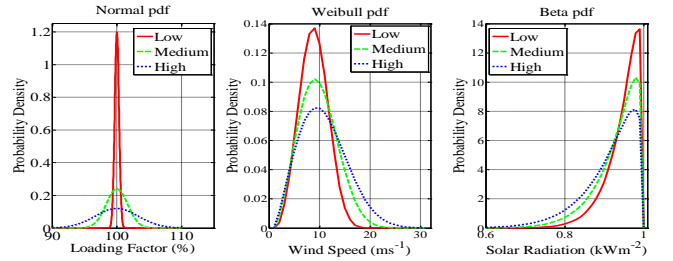 Normal pdf
Probability Density
1.2
1
0.8
0.6
0.4
0.2
0
Low
Medium
High
90
100
110
Loading Factor (%)
Weibull pdf
Probability Density
0.14
0.12
0.1
0.08
0.06
0.04
0.02
0
Low
Medium
High
0
10
20
30
Wind Speed (ms-1)
Beta pdf
Probability Density
14
12
10
8
6
4
2
0
Low
Medium
High
0.6
0.8
1
Solar Radiation (kWm-2)